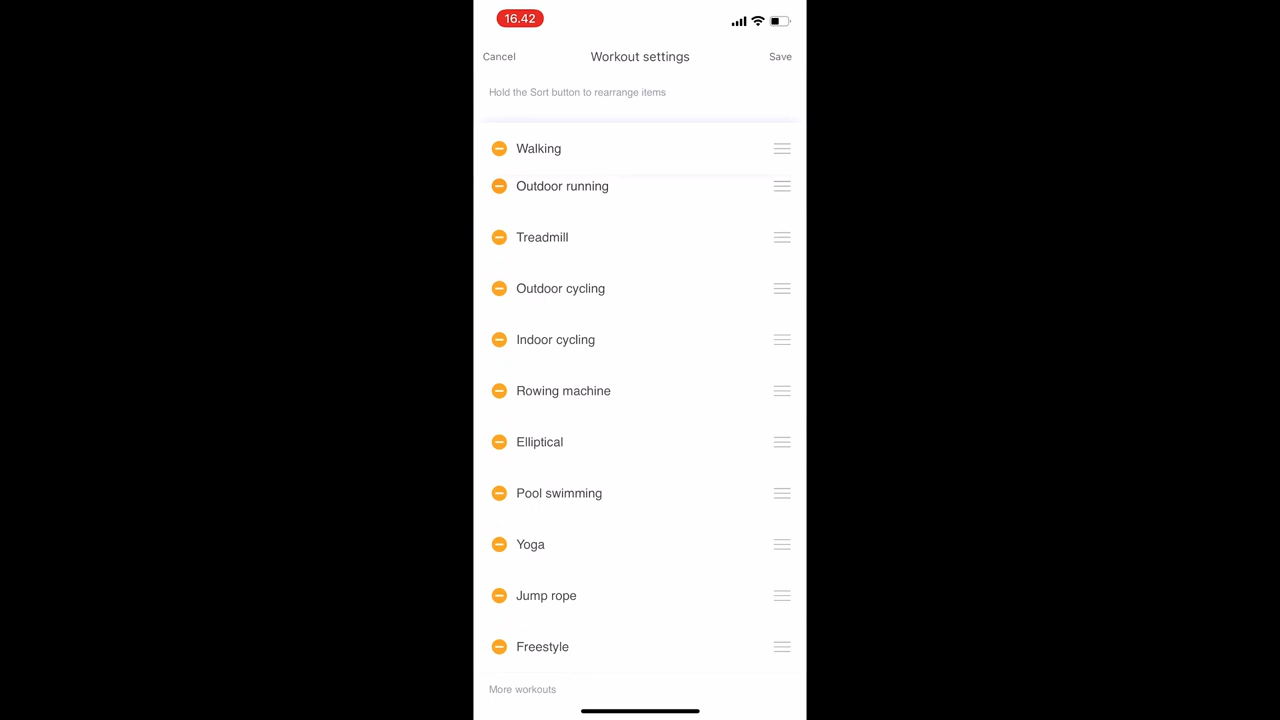 16.42
Cancel Workout settings Save
Hold the Sort button to rearrange items
Walking
Outdoor running
Treadmill
Outdoor cycling
Indoor cycling
Rowing machine
Elliptical
Pool swimming
Yoga
Jump rope
Freestyle
More workouts